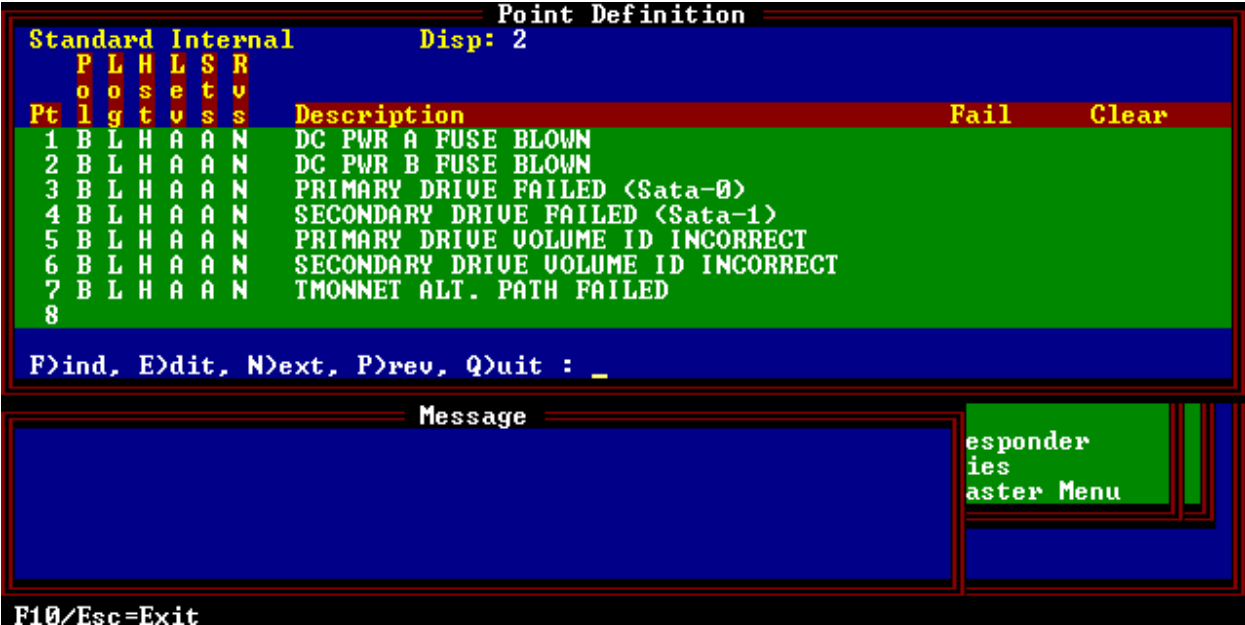 Point Definition
Standard Internal Disp: 2
P L H L S R
o o s e t v
Pt l g t v s s Description Fail Clear
1 B L H A A N DC PWR A FUSE BLOWN
2 B L H A A N DC PWR B FUSE BLOWN
3 B L H A A N PRIMARY DRIVE FAILED (Sata-0)
4 B L H A A N SECONDARY DRIVE FAILED (Sata-1)
5 B L H A A N PRIMARY DRIVE VOLUME ID INCORRECT
6 B L H A A N SECONDARY DRIVE VOLUME ID INCORRECT
7 B L H A A N TMONNET ALT. PATH FAILED
8
F)ind, E)dit, N)ext, P)rev, Q)uit : _
Message
esponder
ies
aster Menu
F10/Esc=Exit